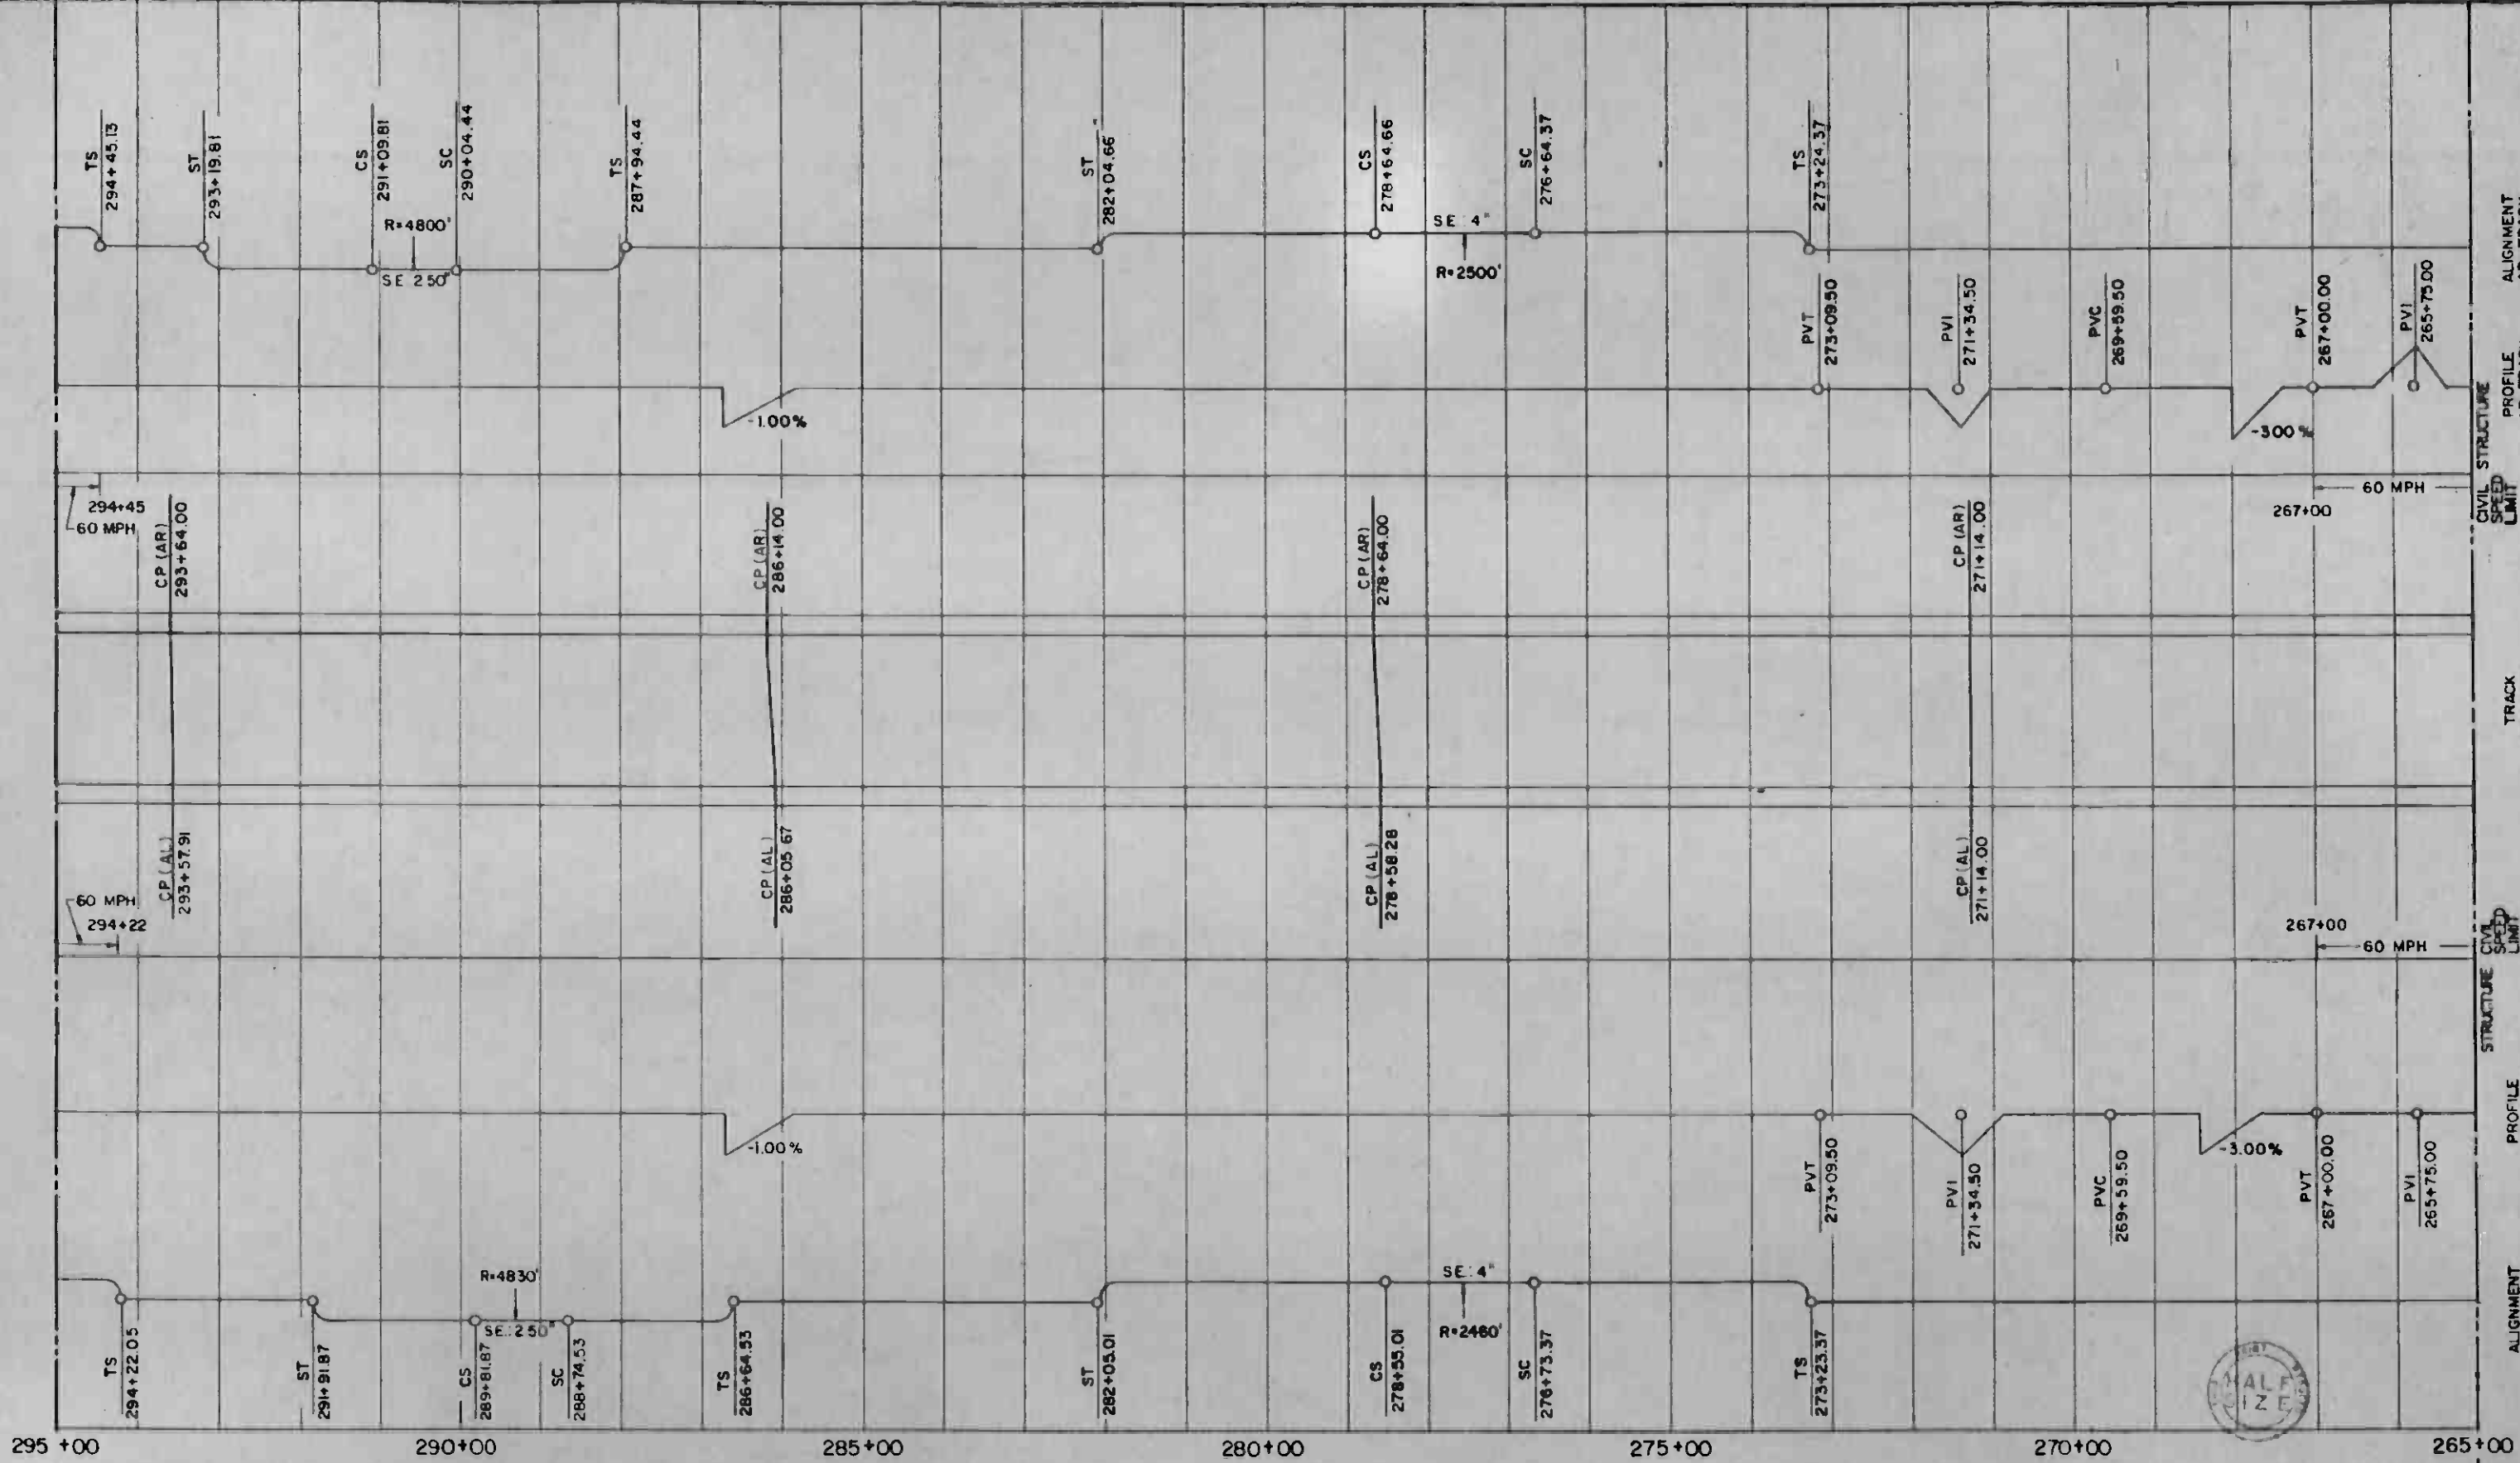 TS
294+45.13
ST
293+19.81
CS
291+09.81
SC
290+04.44
TS
287+94.44
ST
282+04.66
CS
278+64.66
SC
276+64.37
TS
273+24.37
ALIGNMENT
R=4800'
SE 2 50"
SE: 4"
R=2500'
PVT
273+09.50
PVI
271+34.50
PVC
269+59.50
PVT
267+00.00
PVI
265+75.00
PROFILE
-1.00%
-300%
STRUCTURE
294+45
60 MPH
60 MPH
267+00
CIVIL
SPEED
LIMIT
CP (AR)
293+64.00
CP (AR)
286+14.00
CP (AR)
278+64.00
CP (AR)
271+14.00
TRACK
CP (AL)
293+57.91
CP (AL)
286+05 67
CP (AL)
278+58.28
CP (AL)
271+14.00
60 MPH
294+22
267+00
60 MPH
CIVIL
SPEED
LIMIT
STRUCTURE
-1.00%
-3.00%
PROFILE
PVT
273+09.50
PVI
271+34.50
PVC
269+59.50
PVT
267+00.00
PVI
265+75.00
R=4830'
SE: 2 50"
SE: 4"
R=2460'
ALIGNMENT
TS
294+22.05
ST
291+91.87
CS
289+81.87
SC
288+74.53
TS
286+64.53
ST
282+05.01
CS
278+55.01
SC
276+73.37
TS
273+23.37
HALF
SIZE
295+00
290+00
285+00
280+00
275+00
270+00
265+00